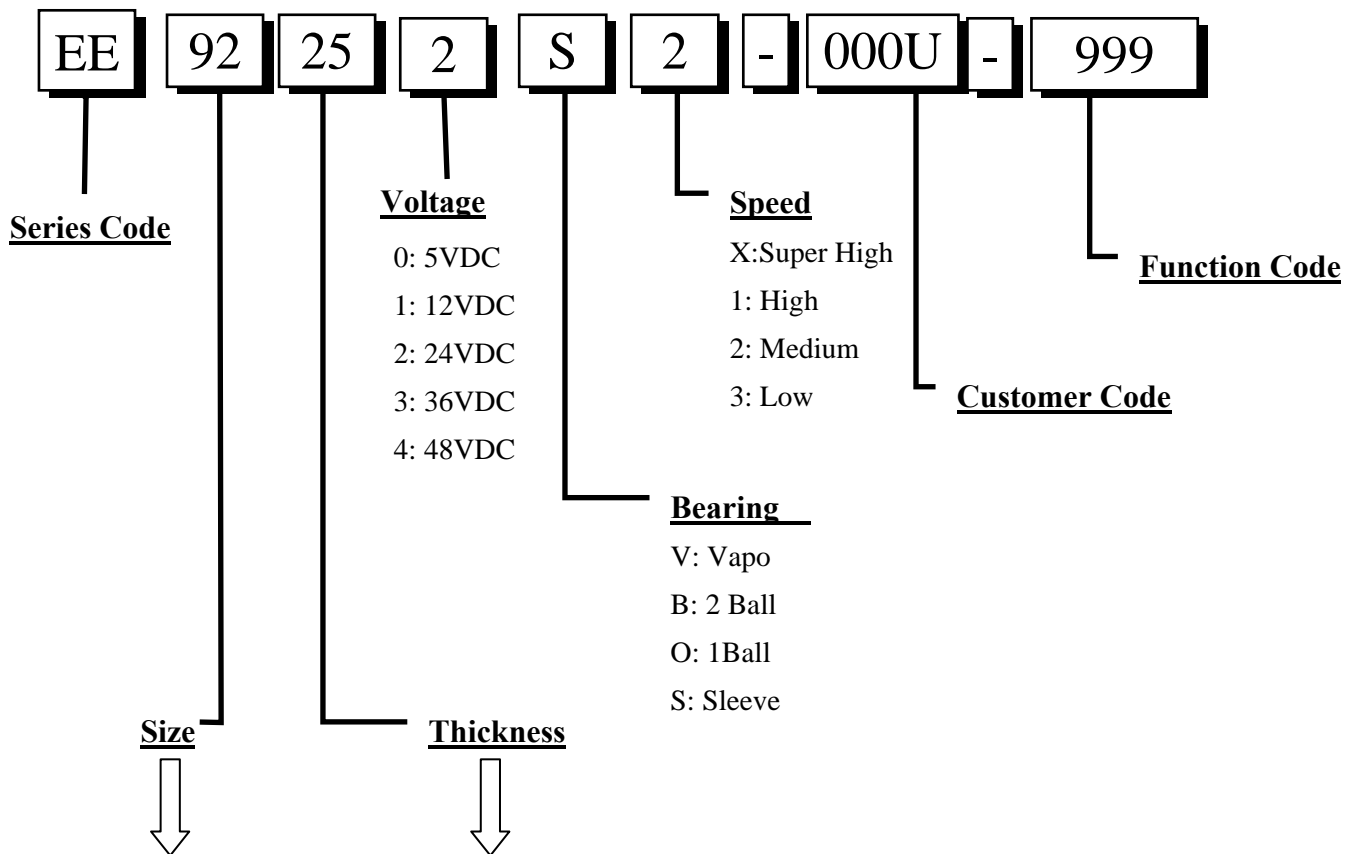 EE 92 25 2 S 2 - 000U - 999
Series Code
Voltage
0: 5VDC
1: 12VDC
2: 24VDC
3: 36VDC
4: 48VDC
Speed
X:Super High
1: High
2: Medium
3: Low
Function Code
Customer Code
Bearing
V: Vapo
B: 2 Ball
O: 1Ball
S: Sleeve
Size
Thickness